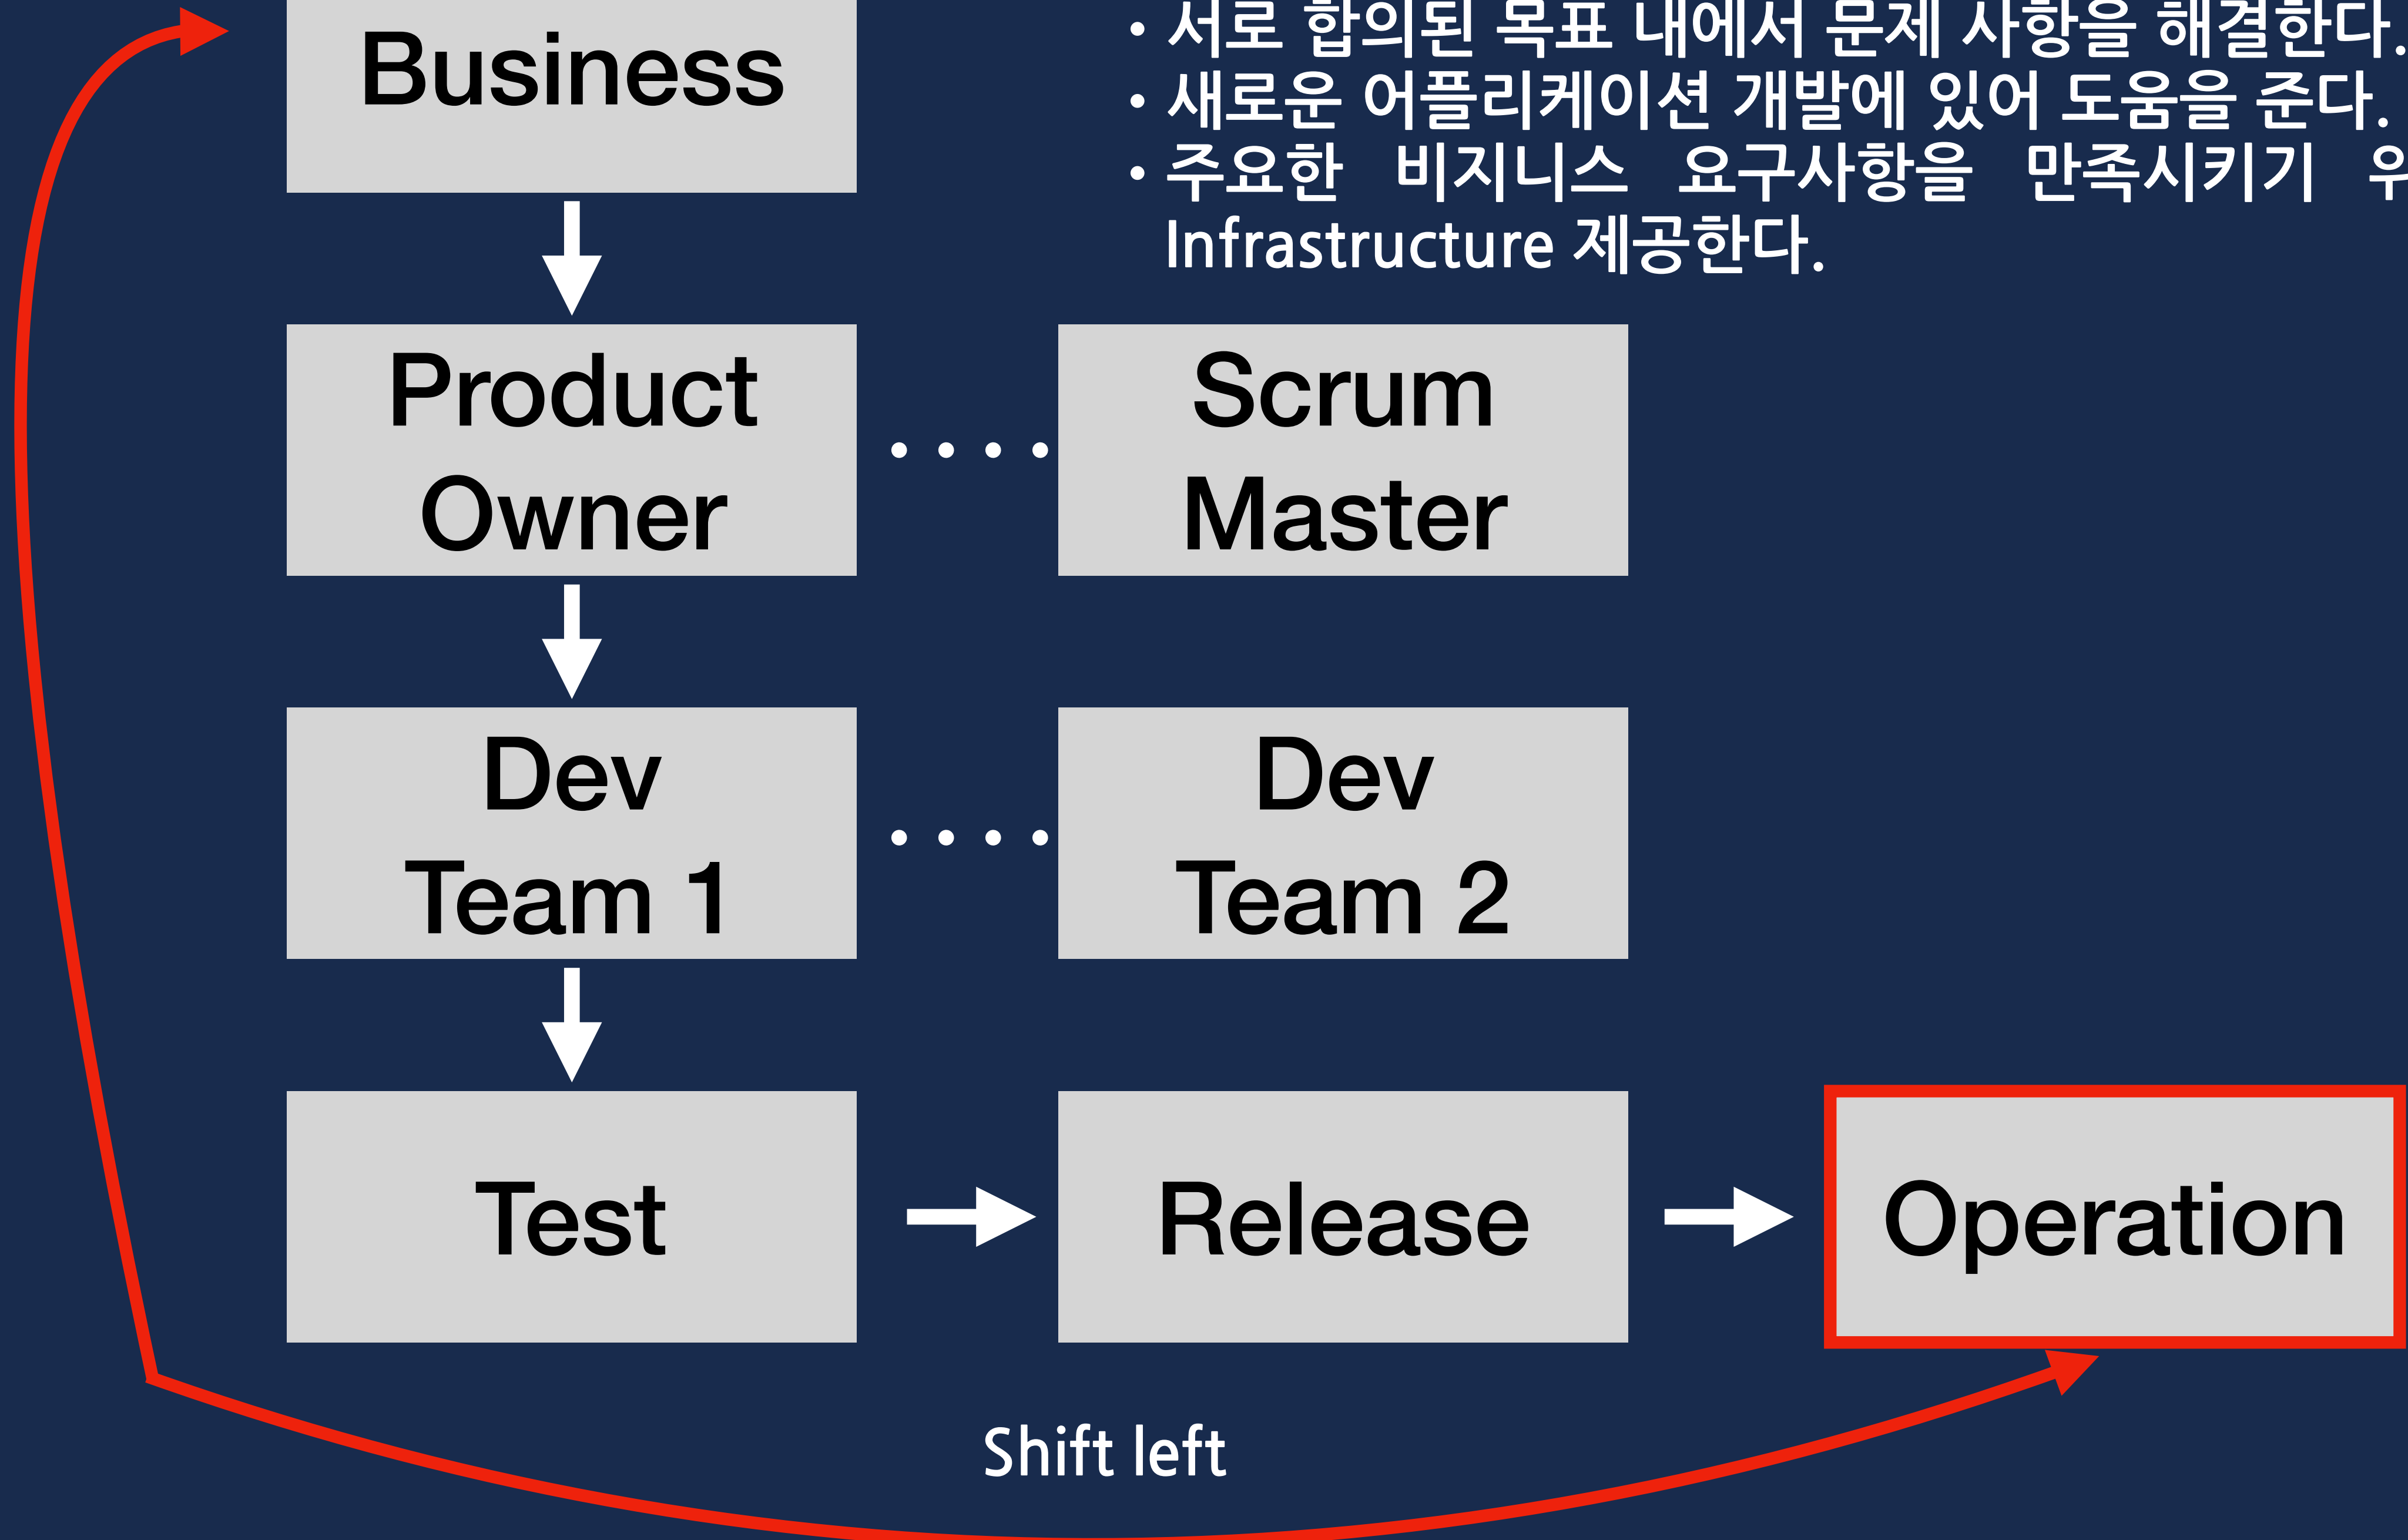 Business
• 서로 합의된 목표 내에서 문제 사항을 해결한다.
• 새로운 어플리케이션 개발에 있어 도움을 준다.
• 주요한 비지니스 요구사항을 만족시키기
Infrastructure 제공한다.
Product
Owner
Scrum
Master
Dev
Team 1
Dev
Team 2
Test
Release
Operation
Shift left